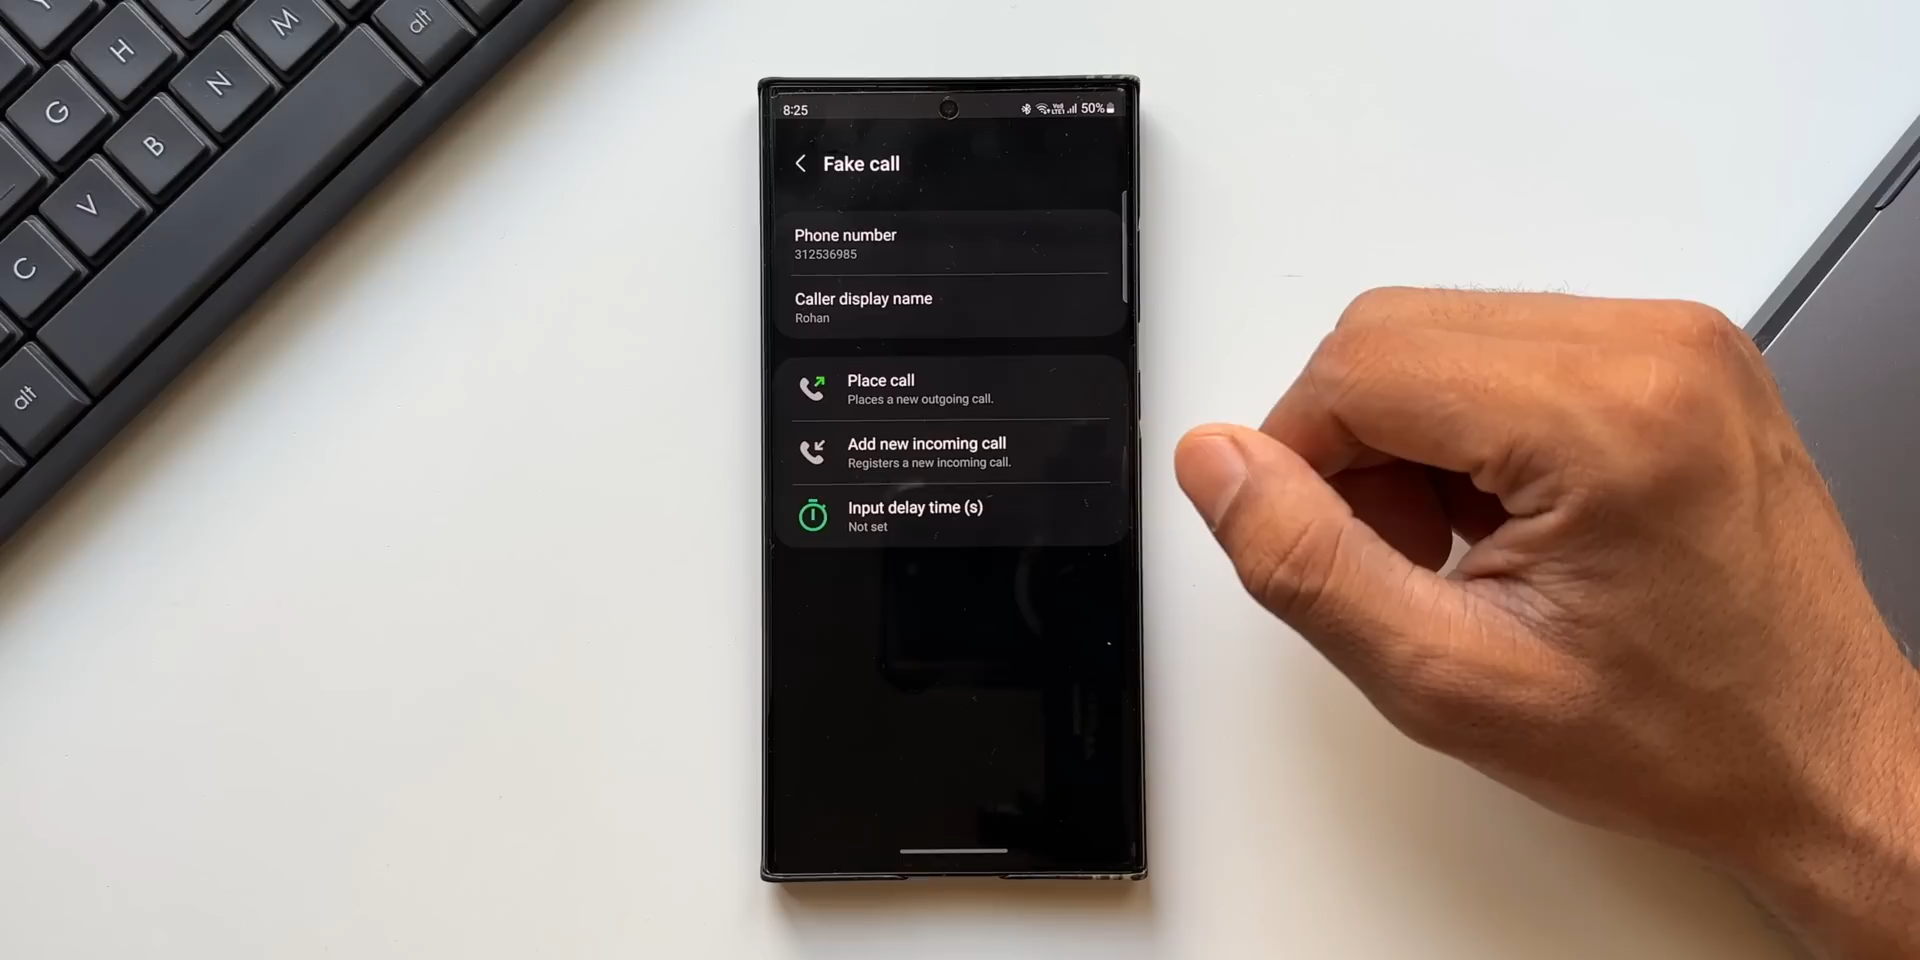 H
M
alt
G
B
N
V
C
alt
8:25
50%
Fake call
Phone number
312536985
Caller display name
Rohan
Place call
Places a new outgoing call.
Add new incoming call
Registers a new incoming call.
Input delay time (s)
Not set